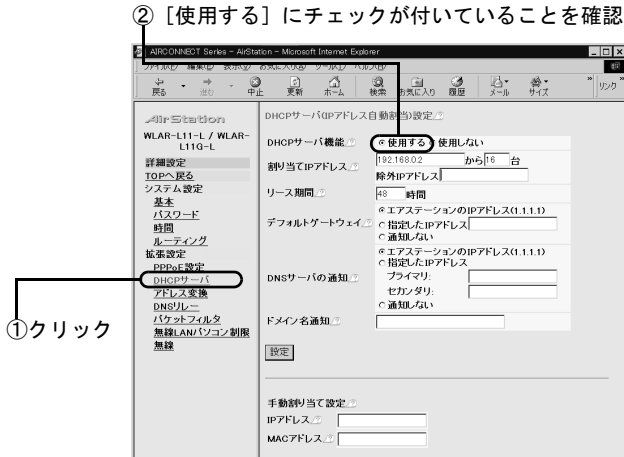 ② [使用する] にチェックが付いていることを確認
AIRCONNECT Series - AirStation - Microsoft Internet Explorer
戻る 進む 中止 更新 ホーム 検索 お気に入り 履歴 メール サイズ » リンク »
AirStation
WLAR-L11-L / WLAR-
L11G-L
詳細設定
TOPへ戻る
システム設定
基本
パスワード
時間
ルーティング
拡張設定
PPPoE設定
DHCPサーバ
アドレス変換
DNSリレー
パケットフィルタ
無線LANパソコン制限
無線
①クリック
DHCPサーバ(IPアドレス自動割当)設定 ?
DHCPサーバ機能 ? 使用する 使用しない
割り当てIPアドレス ? 192.168.0.2 から 16 台
除外IPアドレス
リース期間 ? 48 時間
デフォルトゲートウェイ ? エアステーションのIPアドレス(1.1.1.1)
指定したIPアドレス
通知しない
DNSサーバの通知 ? エアステーションのIPアドレス(1.1.1.1)
指定したIPアドレス
プライマリ:
セカンダリ:
通知しない
ドメイン名通知 ?
設定
手動割り当て設定 ?
IPアドレス ?
MACアドレス ?